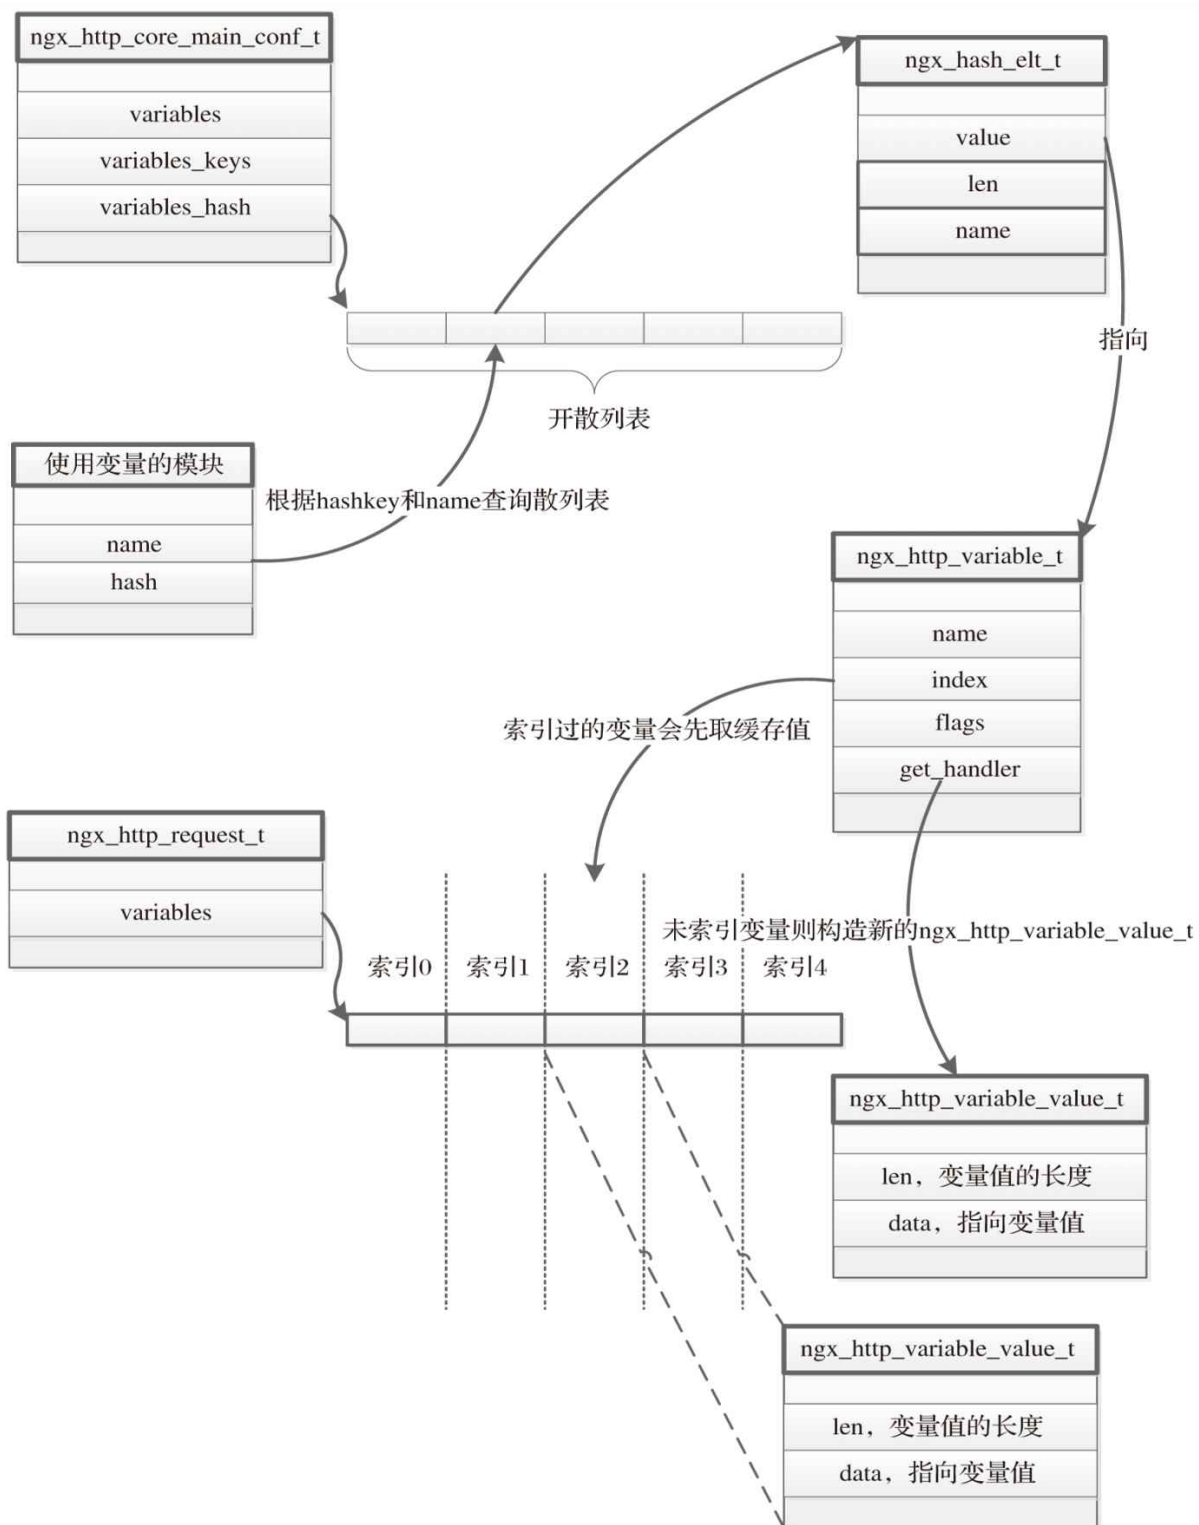 ngx_http_core_main_conf_t
variables
variables_keys
variables_hash
ngx_hash_elt_t
value
len
name
指向
开散列表
使用变量的模块
name
hash
根据hashkey和name查询散列表
ngx_http_variable_t
name
index
flags
get_handler
索引过的变量会先取缓存值
ngx_http_request_t
variables
未索引变量则构造新的ngx_http_variable_value_t
索引0 索引1 索引2 索引3 索引4
ngx_http_variable_value_t
len，变量值的长度
data，指向变量值
ngx_http_variable_value_t
len，变量值的长度
data，指向变量值